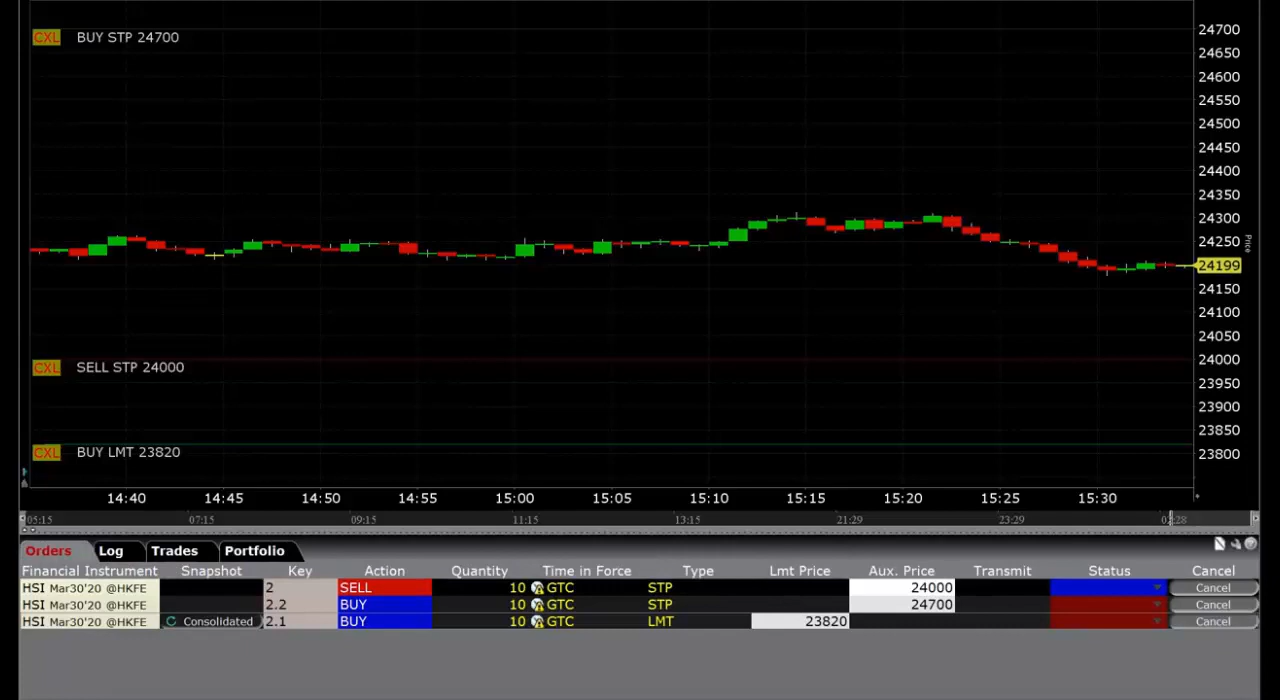 24700
CXL BUY STP 24700
24650
24600
24550
24500
24450
24400
24350
24300
24250
Price
24199
24150
24100
24050
24000
CXL SELL STP 24000
23950
23900
23850
CXL BUY LMT 23820
23800
14:40 14:45 14:50 14:55 15:00 15:05 15:10 15:15 15:20 15:25 15:30
05:15 07:15 09:15 11:15 13:15 21:29 23:29
Orders Log Trades Portfolio
Financial Instrument Snapshot Key Action Quantity Time in Force Type Lmt Price Aux. Price Transmit Status Cancel
HSI Mar30'20 @HKFE 2 SELL 10 GTC STP 24000 Cancel
HSI Mar30'20 @HKFE 2.2 BUY 10 GTC STP 24700 Cancel
HSI Mar30'20 @HKFE Consolidated 2.1 BUY 10 GTC LMT 23820 Cancel